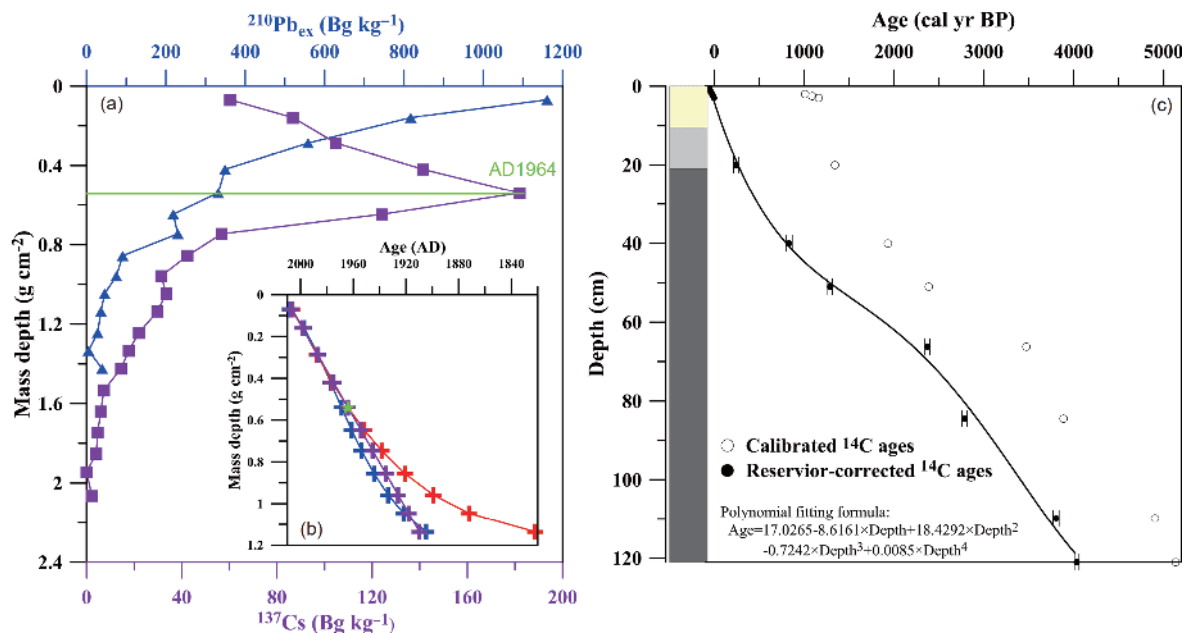 ²¹⁰Pbₑₓ (Bg kg⁻¹)
0 200 400 600 800 1000 1200
(a)
Mass depth (g cm⁻²)
0
0.4
0.8
1.2
1.6
2
2.4
AD1964
0 40 80 120 160 200
¹³⁷Cs (Bg kg⁻¹)
Age (AD)
2000 1960 1920 1880 1840
Mass depth (g cm⁻²)
0
0.2
0.4
0.6
0.8
1
1.2
(b)
Age (cal yr BP)
0 1000 2000 3000 4000 5000
(c)
Depth (cm)
0
20
40
60
80
100
120
Calibrated ¹⁴C ages
Reservior-corrected ¹⁴C ages
Polynomial fitting formula:
Age=17.0265-8.6161×Depth+18.4292×Depth²
-0.7242×Depth³+0.0085×Depth⁴